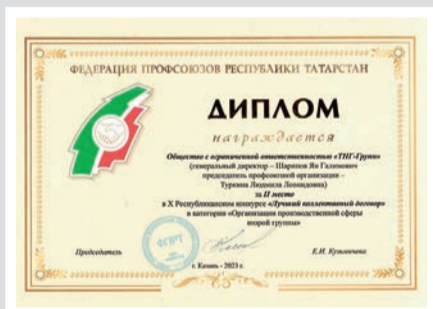 ФЕДЕРАЦИЯ ПРОФСОЮЗОВ РЕСПУБЛИКИ ТАТАРСТАН
ДИПЛОМ
награждается
Общество с ограниченной ответственностью «ТНГ-Групп»
(генеральный директор – Шарипов Ян Галимович
председатель профсоюзной организации –
Туркина Людмила Леонидовна)
за II место
в X Республиканском конкурсе «Лучший коллективный договор»
в категории «Организации производственной сферы
второй группы»
ФПРТ
Председатель
Е.И. Кузьмичева
г. Казань - 2023 г.